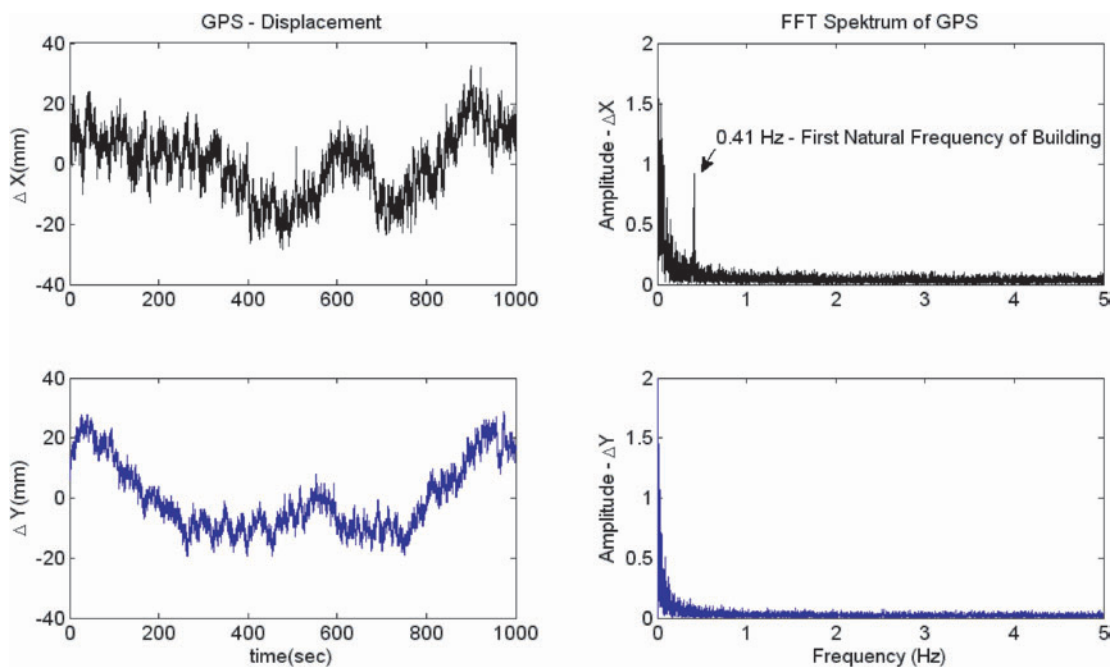 GPS - Displacement
Δ X(mm)
40
20
0
-20
-40
0 200 400 600 800 1000
FFT Spektrum of GPS
Amplitude - ΔX
2
1.5
1
0.5
0
0.41 Hz - First Natural Frequency of Building
0 1 2 3 4 5
Δ Y(mm)
40
20
0
-20
-40
0 200 400 600 800 1000
time(sec)
Amplitude - ΔY
2
1.5
1
0.5
0
0 1 2 3 4 5
Frequency (Hz)